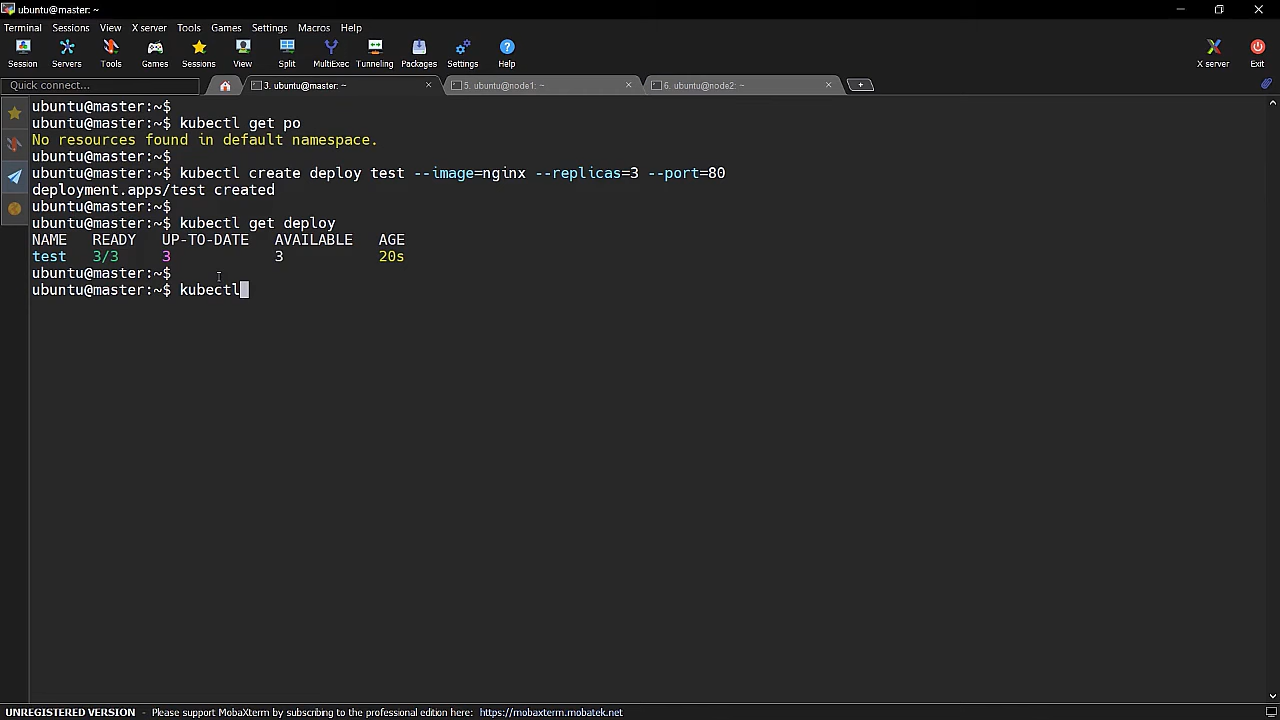 ubuntu@master: ~
Terminal Sessions View X server Tools Games Settings Macros Help
Session Servers Tools Games Sessions View Split MultiExec Tunneling Packages Settings Help X server Exit
Quick connect... 3. ubuntu@master: ~ 5. ubuntu@node1: ~ 6. ubuntu@node2: ~
ubuntu@master:~$
ubuntu@master:~$ kubectl get po
No resources found in default namespace.
ubuntu@master:~$
ubuntu@master:~$ kubectl create deploy test --image=nginx --replicas=3 --port=80
deployment.apps/test created
ubuntu@master:~$
ubuntu@master:~$ kubectl get deploy
NAME READY UP-TO-DATE AVAILABLE AGE
test 3/3 3 3 20s
ubuntu@master:~$
ubuntu@master:~$ kubectl
UNREGISTERED VERSION - Please support MobaXterm by subscribing to the professional edition here: https://mobaxterm.mobatek.net